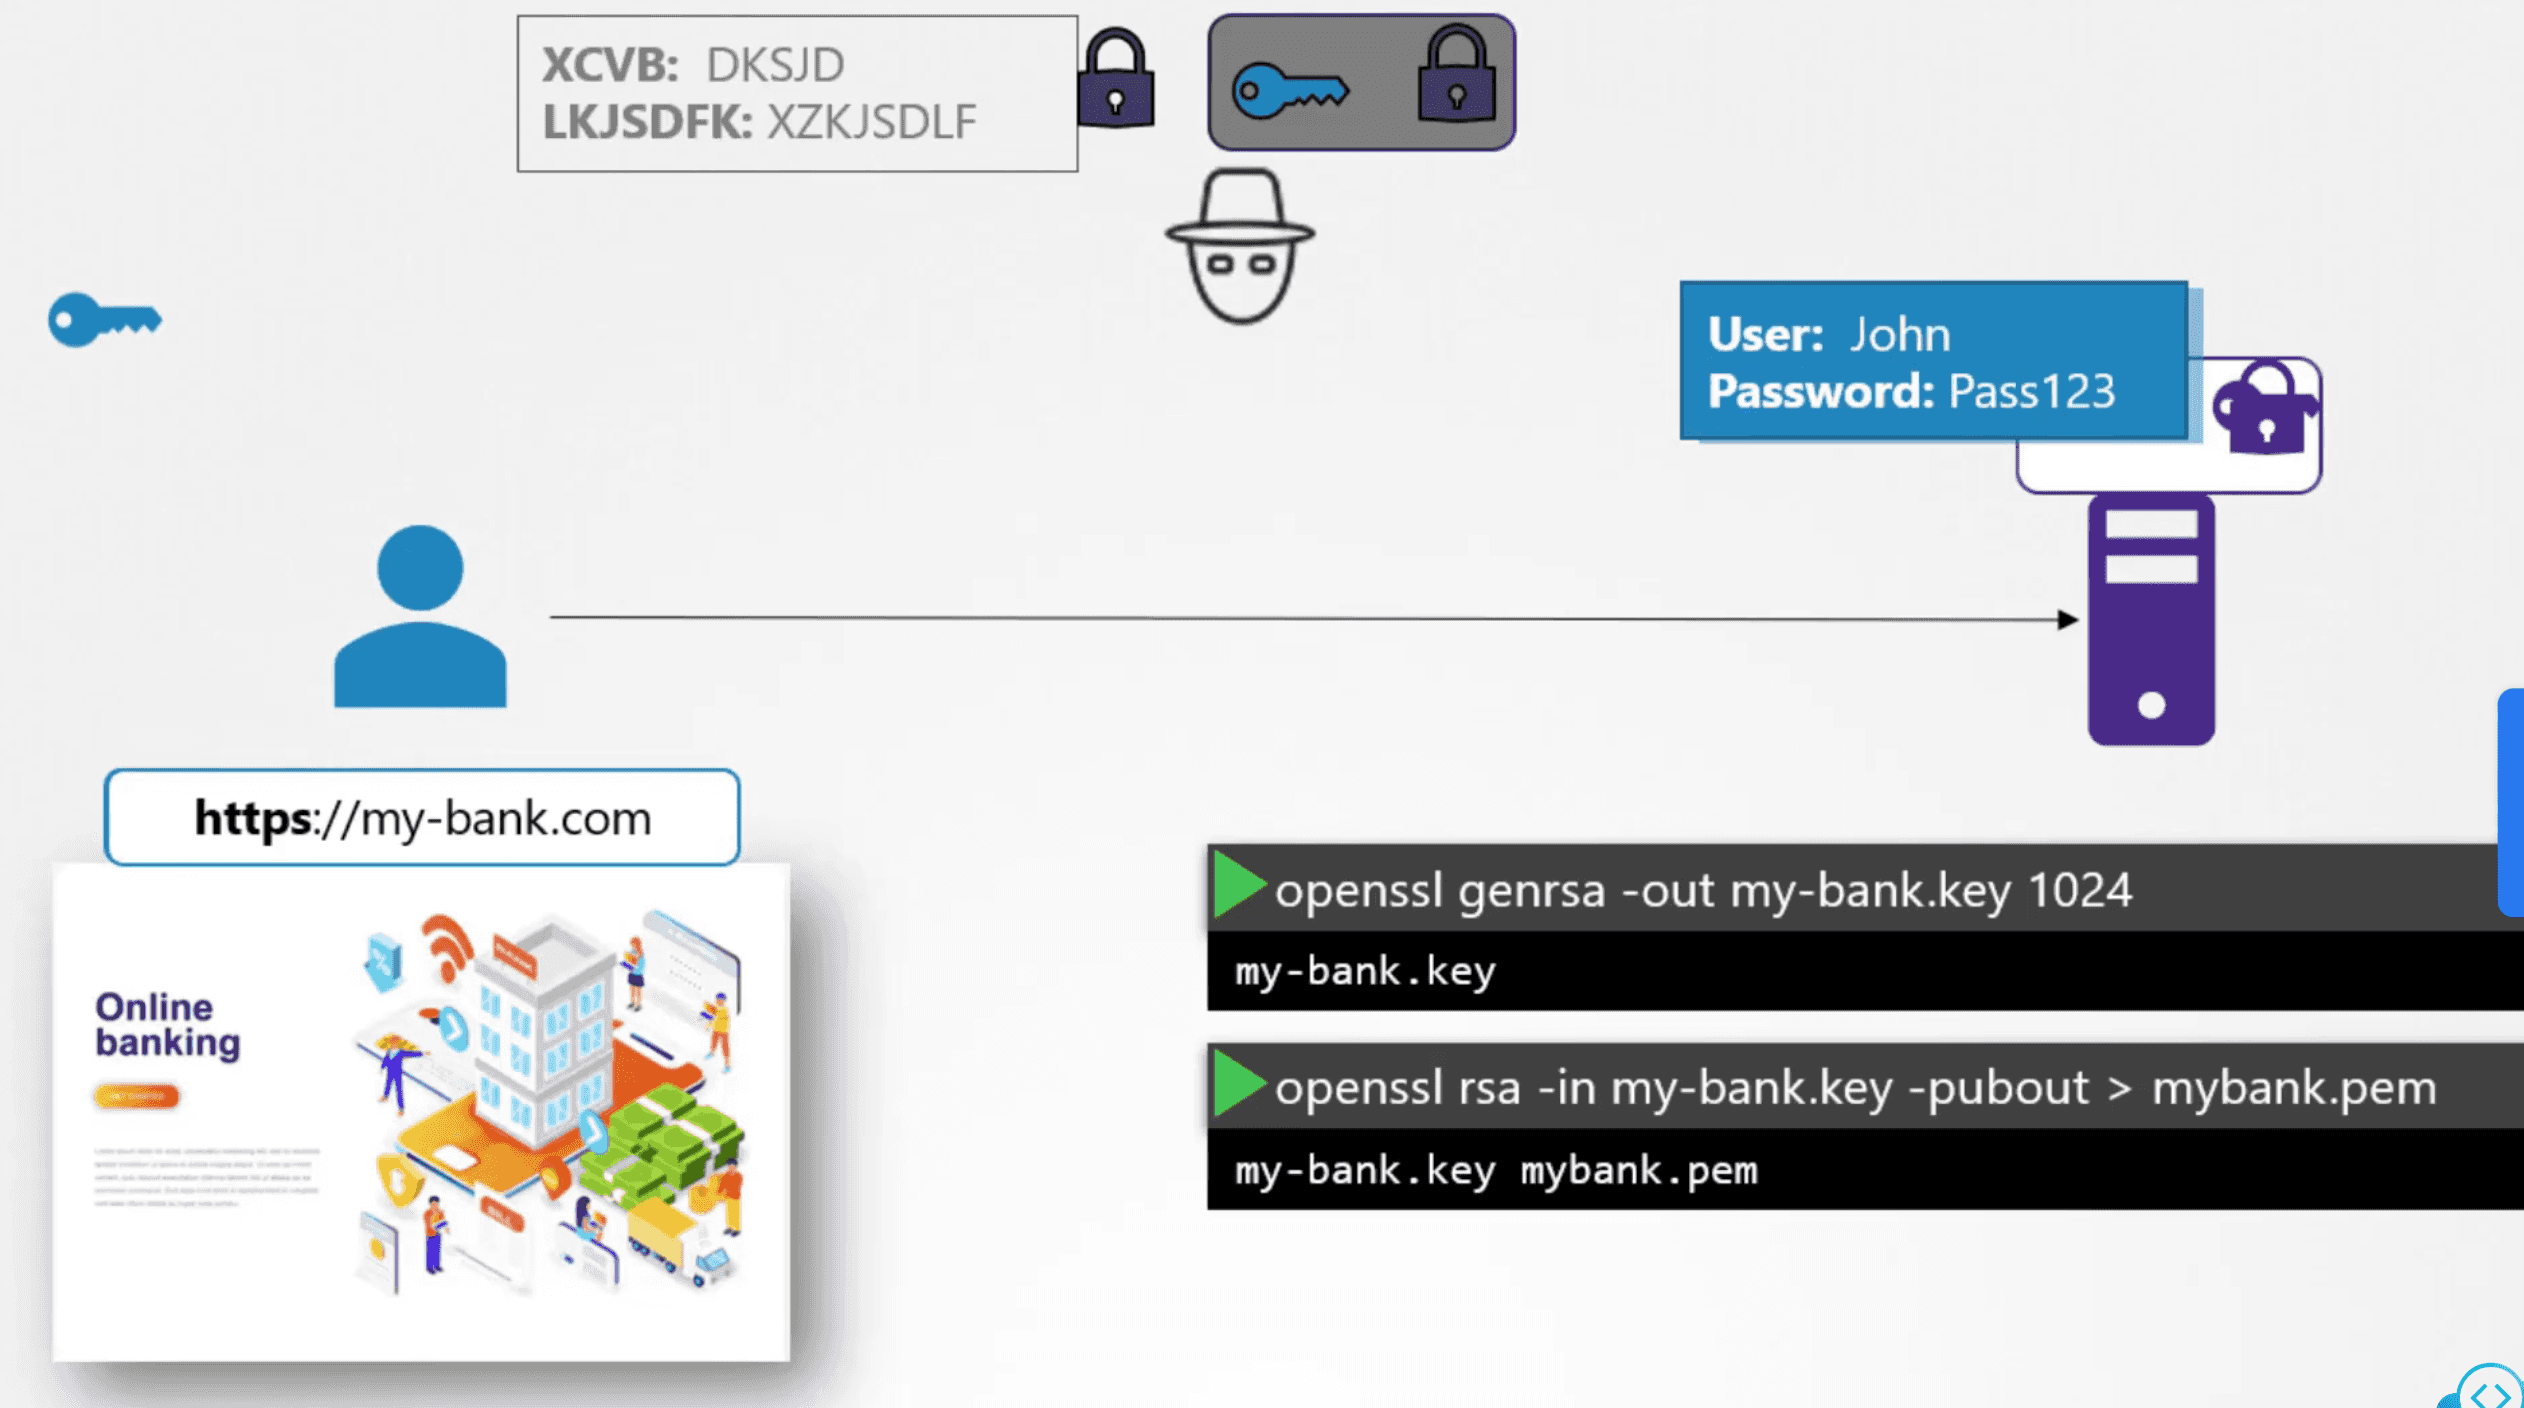 XCVB: DKSJD
LKJSDFK: XZKJSDLF
User: John
Password: Pass123
https://my-bank.com
Online
banking
openssl genrsa -out my-bank.key 1024
my-bank.key
openssl rsa -in my-bank.key -pubout > mybank.pem
my-bank.key mybank.pem